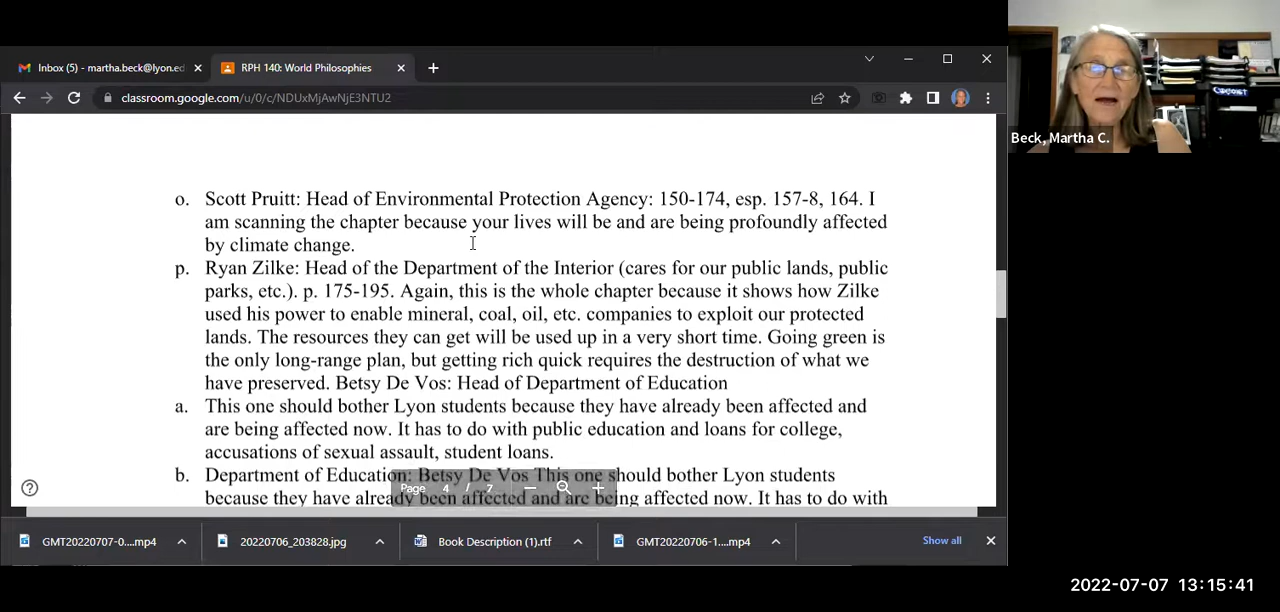 Inbox (5) - martha.beck@lyon.ed
RPH 140: World Philosophies
classroom.google.com/u/0/c/NDUxMjAwNjE3NTU2
Beck, Martha C.
o. Scott Pruitt: Head of Environmental Protection Agency: 150-174, esp. 157-8, 164. I
am scanning the chapter because your lives will be and are being profoundly affected
by climate change.
p. Ryan Zilke: Head of the Department of the Interior (cares for our public lands, public
parks, etc.). p. 175-195. Again, this is the whole chapter because it shows how Zilke
used his power to enable mineral, coal, oil, etc. companies to exploit our protected
lands. The resources they can get will be used up in a very short time. Going green is
the only long-range plan, but getting rich quick requires the destruction of what we
have preserved. Betsy De Vos: Head of Department of Education
a. This one should bother Lyon students because they have already been affected and
are being affected now. It has to do with public education and loans for college,
accusations of sexual assault, student loans.
b. Department of Education: Betsy De Vos This one should bother Lyon students
because they have already been affected and are being affected now. It has to do with
Page 4 / 7
GMT20220707-0....mp4
20220706_203828.jpg
Book Description (1).rtf
GMT20220706-1....mp4
Show all
2022-07-07 13:15:41